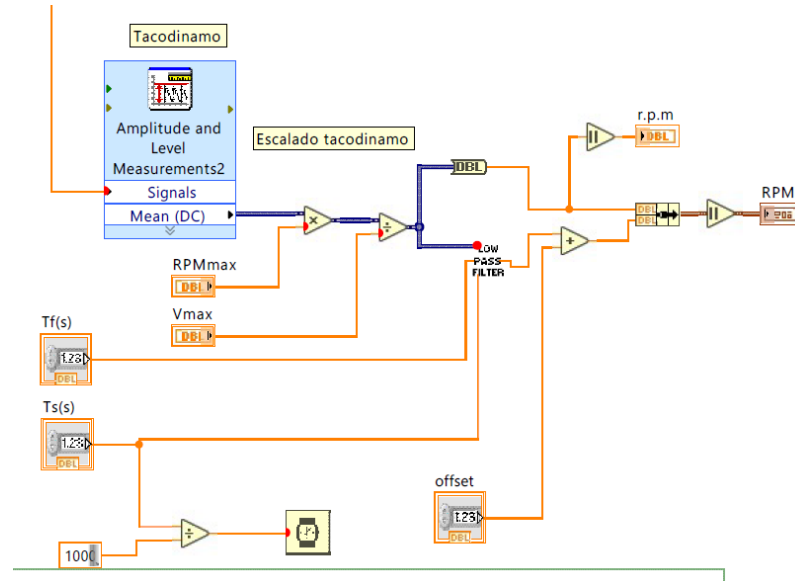 Tacodinamo
Amplitude and
Level
Measurements2
Signals
Mean (DC)
Escalado tacodinamo
DBL
r.p.m
DBL
RPM
DBL
DBL
LOW
PASS
FILTER
RPMmax
DBL
Vmax
DBL
Tf(s)
1.23
DBL
Ts(s)
1.23
DBL
offset
1.23
DBL
1000